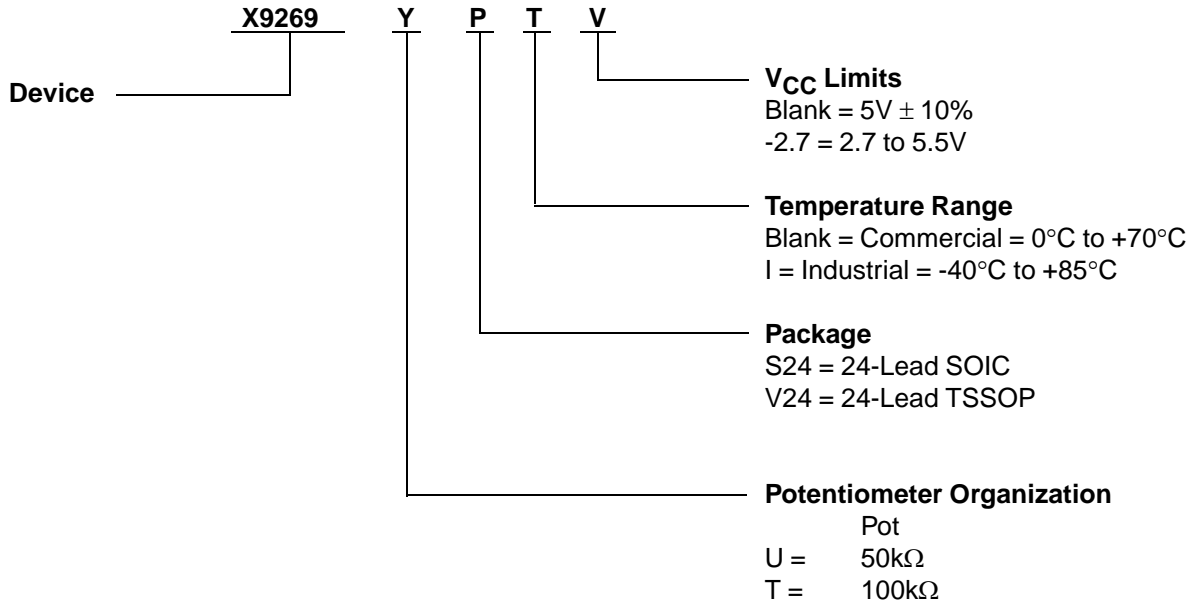 X9269 Y P T V
Device
VCC Limits
Blank = 5V ± 10%
-2.7 = 2.7 to 5.5V
Temperature Range
Blank = Commercial = 0°C to +70°C
I = Industrial = -40°C to +85°C
Package
S24 = 24-Lead SOIC
V24 = 24-Lead TSSOP
Potentiometer Organization
Pot
U = 50kΩ
T = 100kΩ